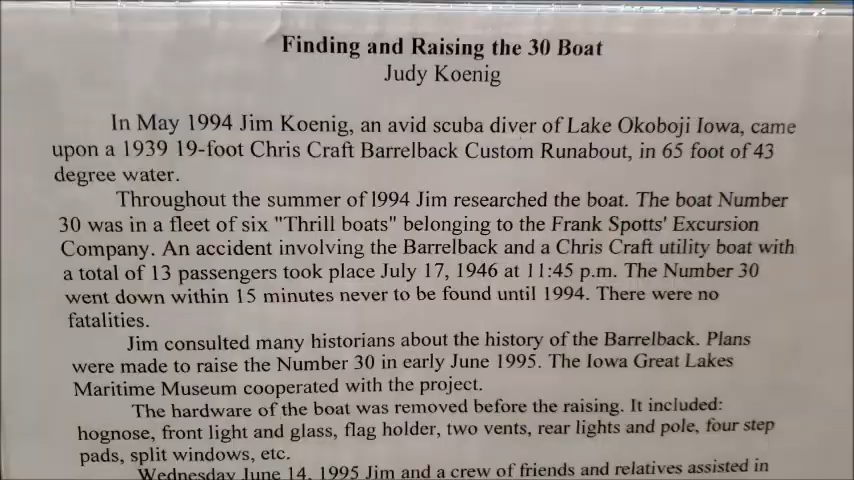 Finding and Raising the 30 Boat
Judy Koenig
In May 1994 Jim Koenig, an avid scuba diver of Lake Okoboji Iowa, came
upon a 1939 19-foot Chris Craft Barrelback Custom Runabout, in 65 foot of 43
degree water.
Throughout the summer of l994 Jim researched the boat. The boat Number
30 was in a fleet of six "Thrill boats" belonging to the Frank Spotts' Excursion
Company. An accident involving the Barrelback and a Chris Craft utility boat with
a total of 13 passengers took place July 17, 1946 at 11:45 p.m. The Number 30
went down within 15 minutes never to be found until 1994. There were no
fatalities.
Jim consulted many historians about the history of the Barrelback. Plans
were made to raise the Number 30 in early June 1995. The Iowa Great Lakes
Maritime Museum cooperated with the project.
The hardware of the boat was removed before the raising. It included:
hognose, front light and glass, flag holder, two vents, rear lights and pole, four step
pads, split windows, etc.
Wednesday June 14, 1995 Jim and a crew of friends and relatives assisted in